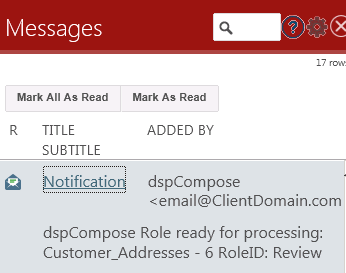 Messages
17 rows
Mark All As Read Mark As Read
R TITLE ADDED BY
SUBTITLE
Notification dspCompose
<email@ClientDomain.com
dspCompose Role ready for processing:
Customer_Addresses - 6 RoleID: Review